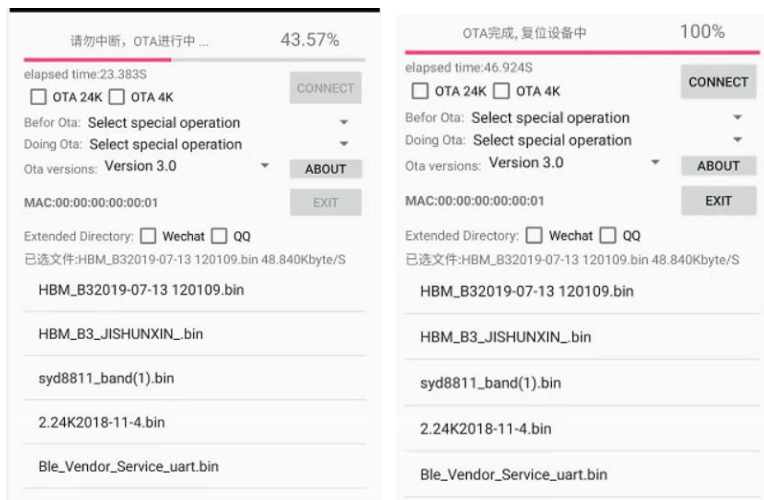 请勿中断，OTA进行中 ... 43.57%
elapsed time:23.383S
CONNECT
OTA 24K OTA 4K
Befor Ota: Select special operation
Doing Ota: Select special operation
Ota versions: Version 3.0 ABOUT
MAC:00:00:00:00:00:01 EXIT
Extended Directory: Wechat QQ
已选文件:HBM_B32019-07-13 120109.bin 48.840Kbyte/S
HBM_B32019-07-13 120109.bin
HBM_B3_JISHUNXIN_.bin
syd8811_band(1).bin
2.24K2018-11-4.bin
Ble_Vendor_Service_uart.bin
OTA完成, 复位设备中 100%
elapsed time:46.924S
CONNECT
OTA 24K OTA 4K
Befor Ota: Select special operation
Doing Ota: Select special operation
Ota versions: Version 3.0 ABOUT
MAC:00:00:00:00:00:01 EXIT
Extended Directory: Wechat QQ
已选文件:HBM_B32019-07-13 120109.bin 48.840Kbyte/S
HBM_B32019-07-13 120109.bin
HBM_B3_JISHUNXIN_.bin
syd8811_band(1).bin
2.24K2018-11-4.bin
Ble_Vendor_Service_uart.bin